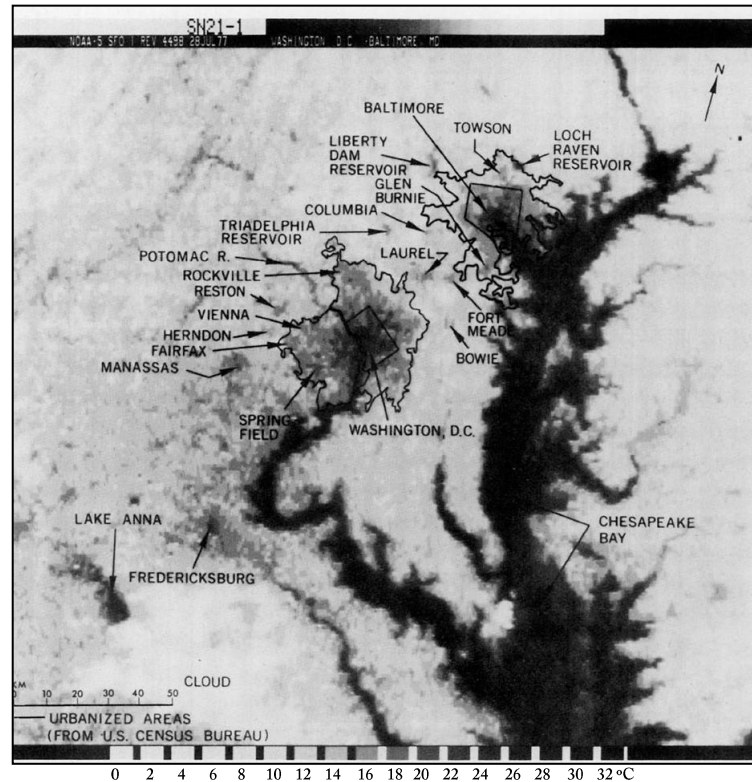 SN21-1
NOAA-5 SFO 1 REV 4498 28JUL77 WASHINGTON D C -BALTIMORE, MD
N
BALTIMORE
TOWSON
LOCH
RAVEN
RESERVOIR
LIBERTY
DAM
RESERVOIR
GLEN
BURNIE
COLUMBIA
TRIADELPHIA
RESERVOIR
LAUREL
POTOMAC R.
ROCKVILLE
RESTON
VIENNA
FORT
MEADE
HERNDON
FAIRFAX
BOWIE
MANASSAS
SPRING
FIELD
WASHINGTON, D.C.
LAKE ANNA
CHESAPEAKE
BAY
FREDERICKSBURG
CLOUD
KM
0 10 20 30 40 50
URBANIZED AREAS
(FROM U.S. CENSUS BUREAU)
0 2 4 6 8 10 12 14 16 18 20 22 24 26 28 30 32 °C